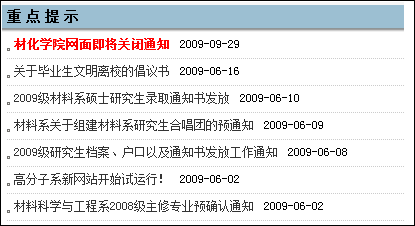 重点提示
材化学院网面即将关闭通知 2009-09-29
关于毕业生文明离校的倡议书 2009-06-16
2009级材料系硕士研究生录取通知书发放 2009-06-10
材料系关于组建材料系研究生合唱团的预通知 2009-06-09
2009级研究生档案、户口以及通知书发放工作通知 2009-06-08
高分子系新网站开始试运行！ 2009-06-02
材料科学与工程系2008级主修专业预确认通知 2009-06-02